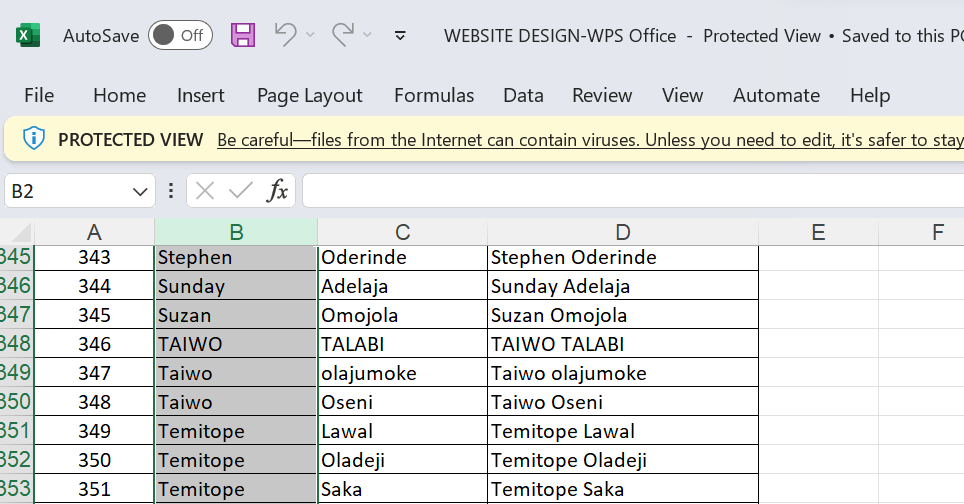 AutoSave Off WEBSITE DESIGN-WPS Office - Protected View • Saved to this P
File Home Insert Page Layout Formulas Data Review View Automate Help
PROTECTED VIEW Be careful—files from the Internet can contain viruses. Unless you need to edit, it's safer to stay
B2 fx
A B C D E F
345 343 Stephen Oderinde Stephen Oderinde
346 344 Sunday Adelaja Sunday Adelaja
347 345 Suzan Omojola Suzan Omojola
348 346 TAIWO TALABI TAIWO TALABI
349 347 Taiwo olajumoke Taiwo olajumoke
350 348 Taiwo Oseni Taiwo Oseni
351 349 Temitope Lawal Temitope Lawal
352 350 Temitope Oladeji Temitope Oladeji
353 351 Temitope Saka Temitope Saka